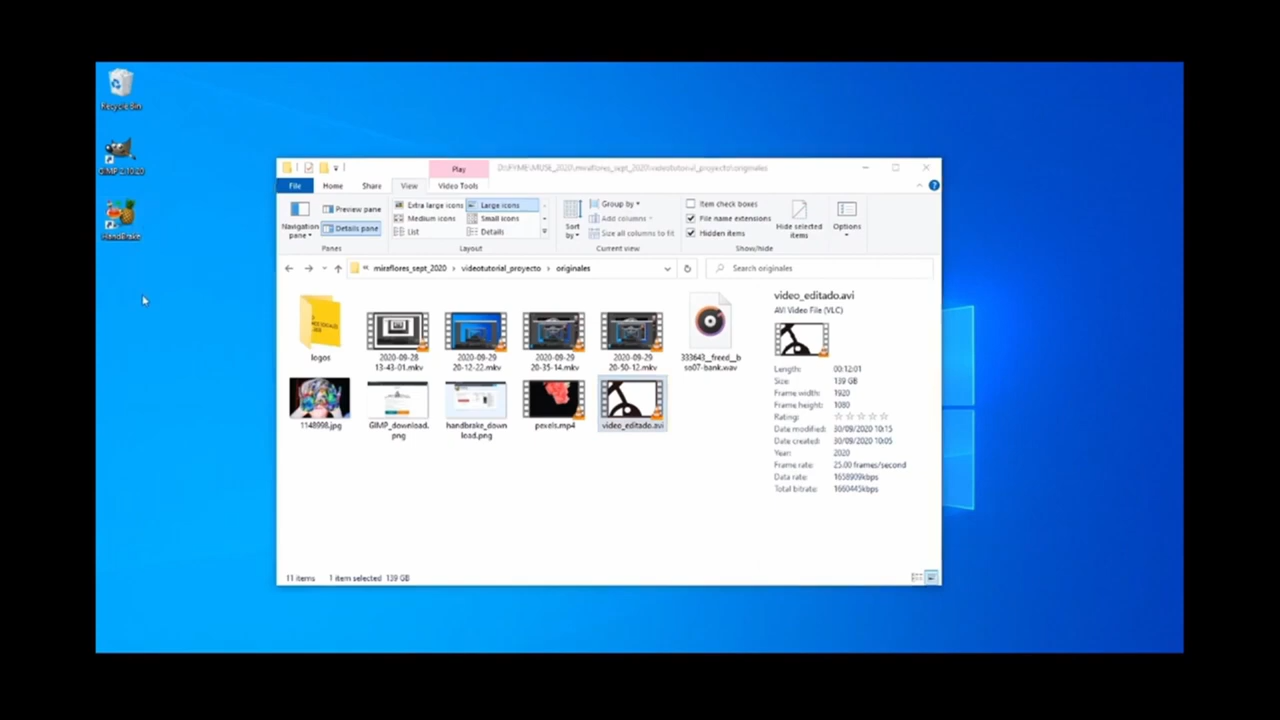 Recycle Bin
GIMP 2.10.20
HandBrake
Play
D:\PYME\MUSE_2020\miraflores_sept_2020\videotutorial_proyecto\originales
File Home Share View Video Tools
Navigation pane
Preview pane
Details pane
Panes
Extra large icons Large icons
Medium icons Small icons
List Details
Layout
Sort by
Group by
Add columns
Size all columns to fit
Current view
Item check boxes
File name extensions
Hidden items
Hide selected items
Show/hide
Options
« miraflores_sept_2020 › videotutorial_proyecto › originales
Search originales
logos
2020-09-28
13-43-01.mkv
2020-09-29
20-12-22.mkv
2020-09-29
20-35-14.mkv
2020-09-29
20-50-12.mkv
333643__freed__b
ss07-bank.wav
1148998.jpg
GIMP_download.
png
handbrake_down
load.png
pexels.mp4
video_editado.avi
video_editado.avi
AVI Video File (VLC)
Length: 00:12:01
Size: 139 GB
Frame width: 1920
Frame height: 1080
Rating:
Date modified: 30/09/2020 10:15
Date created: 30/09/2020 10:05
Year: 2020
Frame rate: 25.00 frames/second
Data rate: 1658909kbps
Total bitrate: 1660445kbps
11 items 1 item selected 139 GB